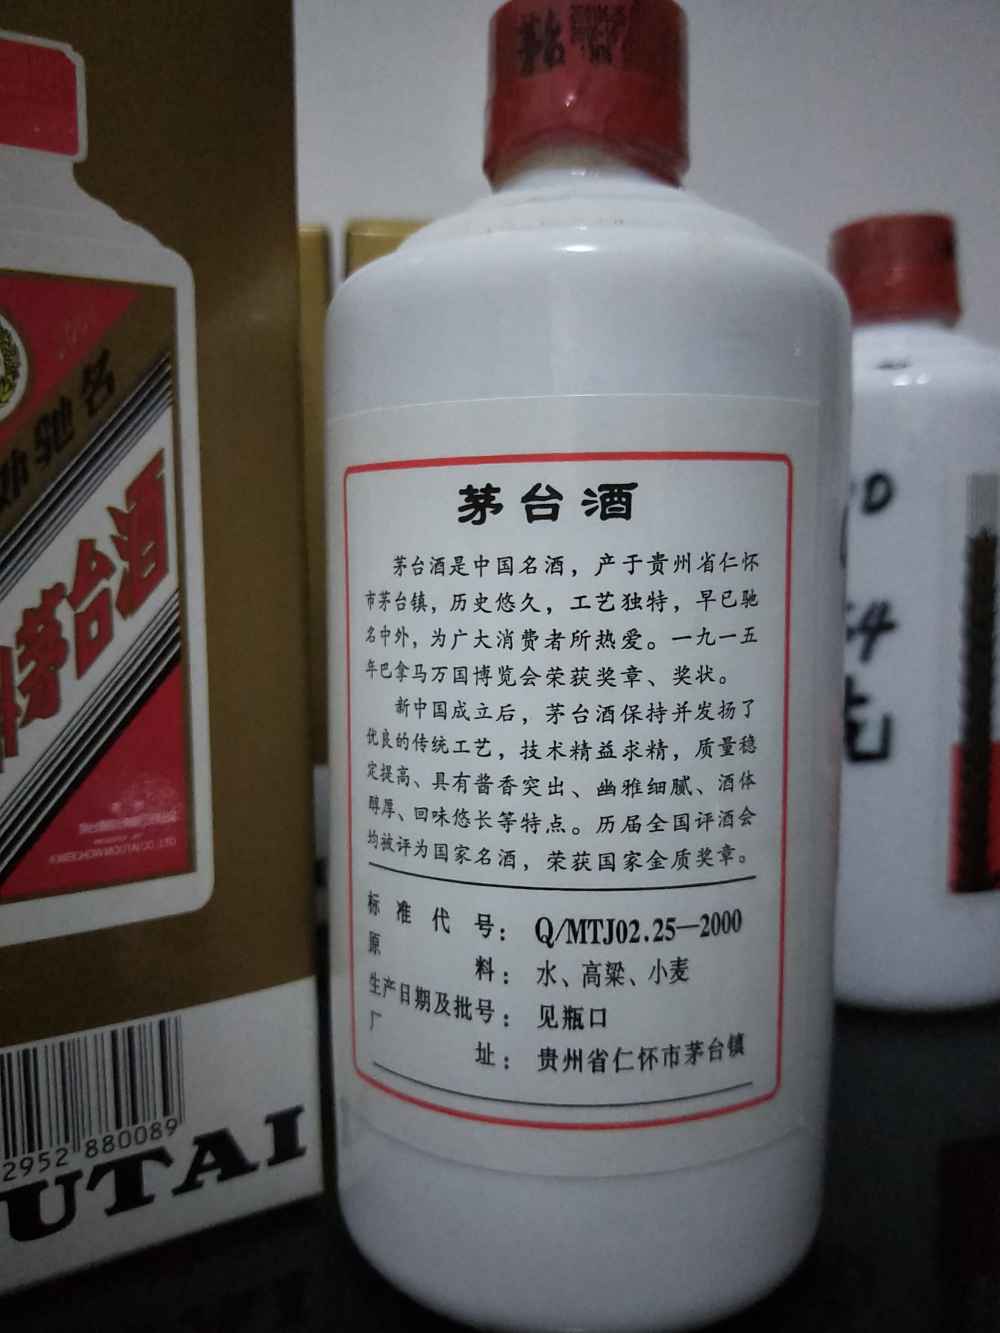 茅台
名
驰
茅台酒
2952 880089
UTAI
茅台酒
茅台酒是中国名酒，产于贵州省仁怀
市茅台镇，历史悠久，工艺独特，早已驰
名中外，为广大消费者所热爱。一九一五
年巴拿马万国博览会荣获奖章、奖状。
新中国成立后，茅台酒保持并发扬了
优良的传统工艺，技术精益求精，质量稳
定提高、具有酱香突出、幽雅细腻、酒体
醇厚、回味悠长等特点。历届全国评酒会
均被评为国家名酒，荣获国家金质奖章。
标准代号：Q/MTJ02.25—2000
原料：水、高粱、小麦
生产日期及批号：见瓶口
厂址：贵州省仁怀市茅台镇